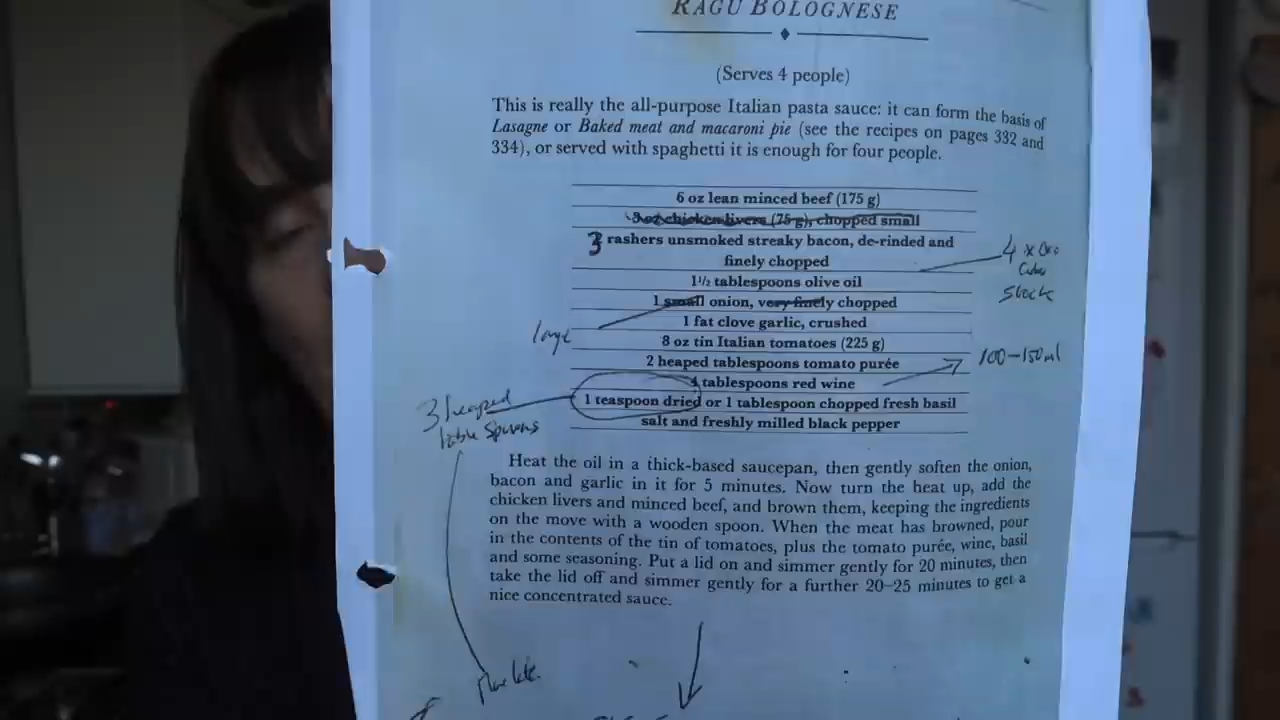 RAGÙ BOLOGNESE
(Serves 4 people)
This is really the all-purpose Italian pasta sauce: it can form the basis of
Lasagne or Baked meat and macaroni pie (see the recipes on pages 332 and
334), or served with spaghetti it is enough for four people.
6 oz lean minced beef (175 g)
3 oz chicken livers (75 g), chopped small
3 rashers unsmoked streaky bacon, de-rinded and
finely chopped
4 x Oxo
Cube
Stock
1½ tablespoons olive oil
1 small onion, very finely chopped
large
1 fat clove garlic, crushed
8 oz tin Italian tomatoes (225 g)
2 heaped tablespoons tomato purée
4 tablespoons red wine
100-150ml
1 teaspoon dried or 1 tablespoon chopped fresh basil
3 heaped
table spoons
salt and freshly milled black pepper
Heat the oil in a thick-based saucepan, then gently soften the onion,
bacon and garlic in it for 5 minutes. Now turn the heat up, add the
chicken livers and minced beef, and brown them, keeping the ingredients
on the move with a wooden spoon. When the meat has browned, pour
in the contents of the tin of tomatoes, plus the tomato purée, wine, basil
and some seasoning. Put a lid on and simmer gently for 20 minutes, then
take the lid off and simmer gently for a further 20–25 minutes to get a
nice concentrated sauce.